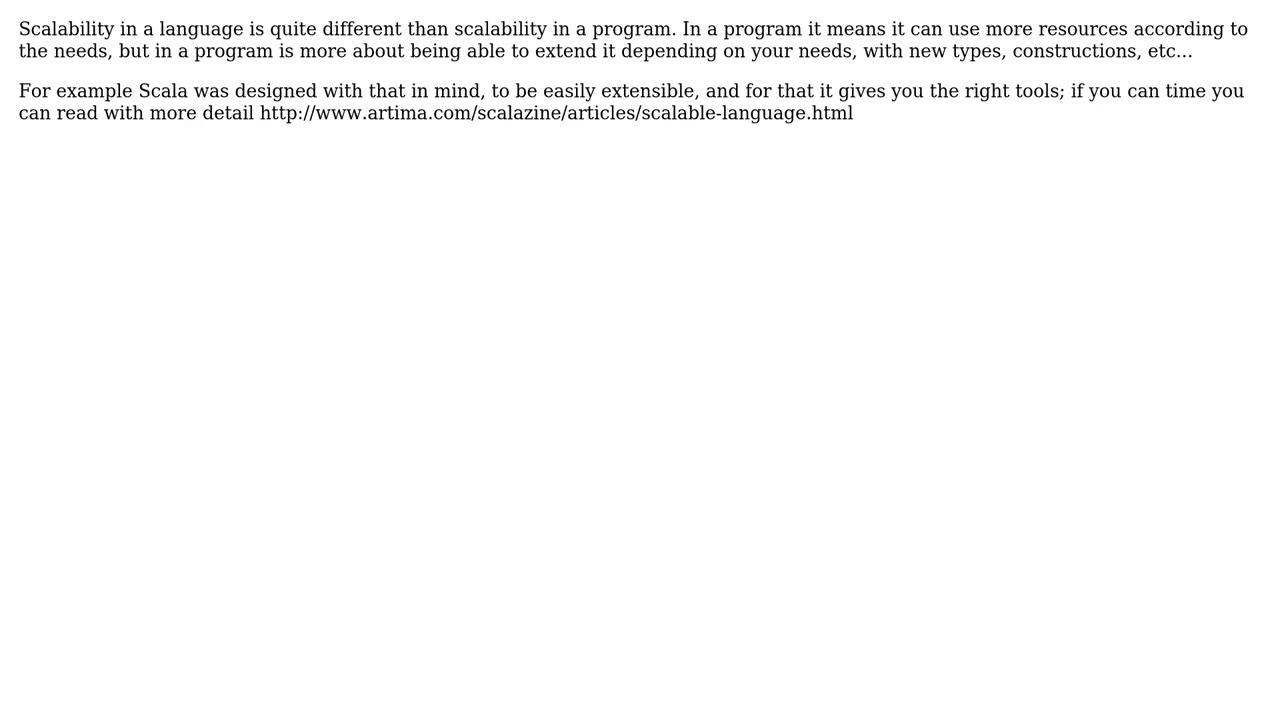 Scalability in a language is quite different than scalability in a program. In a program it means it can use more resources according to
the needs, but in a program is more about being able to extend it depending on your needs, with new types, constructions, etc...
For example Scala was designed with that in mind, to be easily extensible, and for that it gives you the right tools; if you can time you
can read with more detail http://www.artima.com/scalazine/articles/scalable-language.html